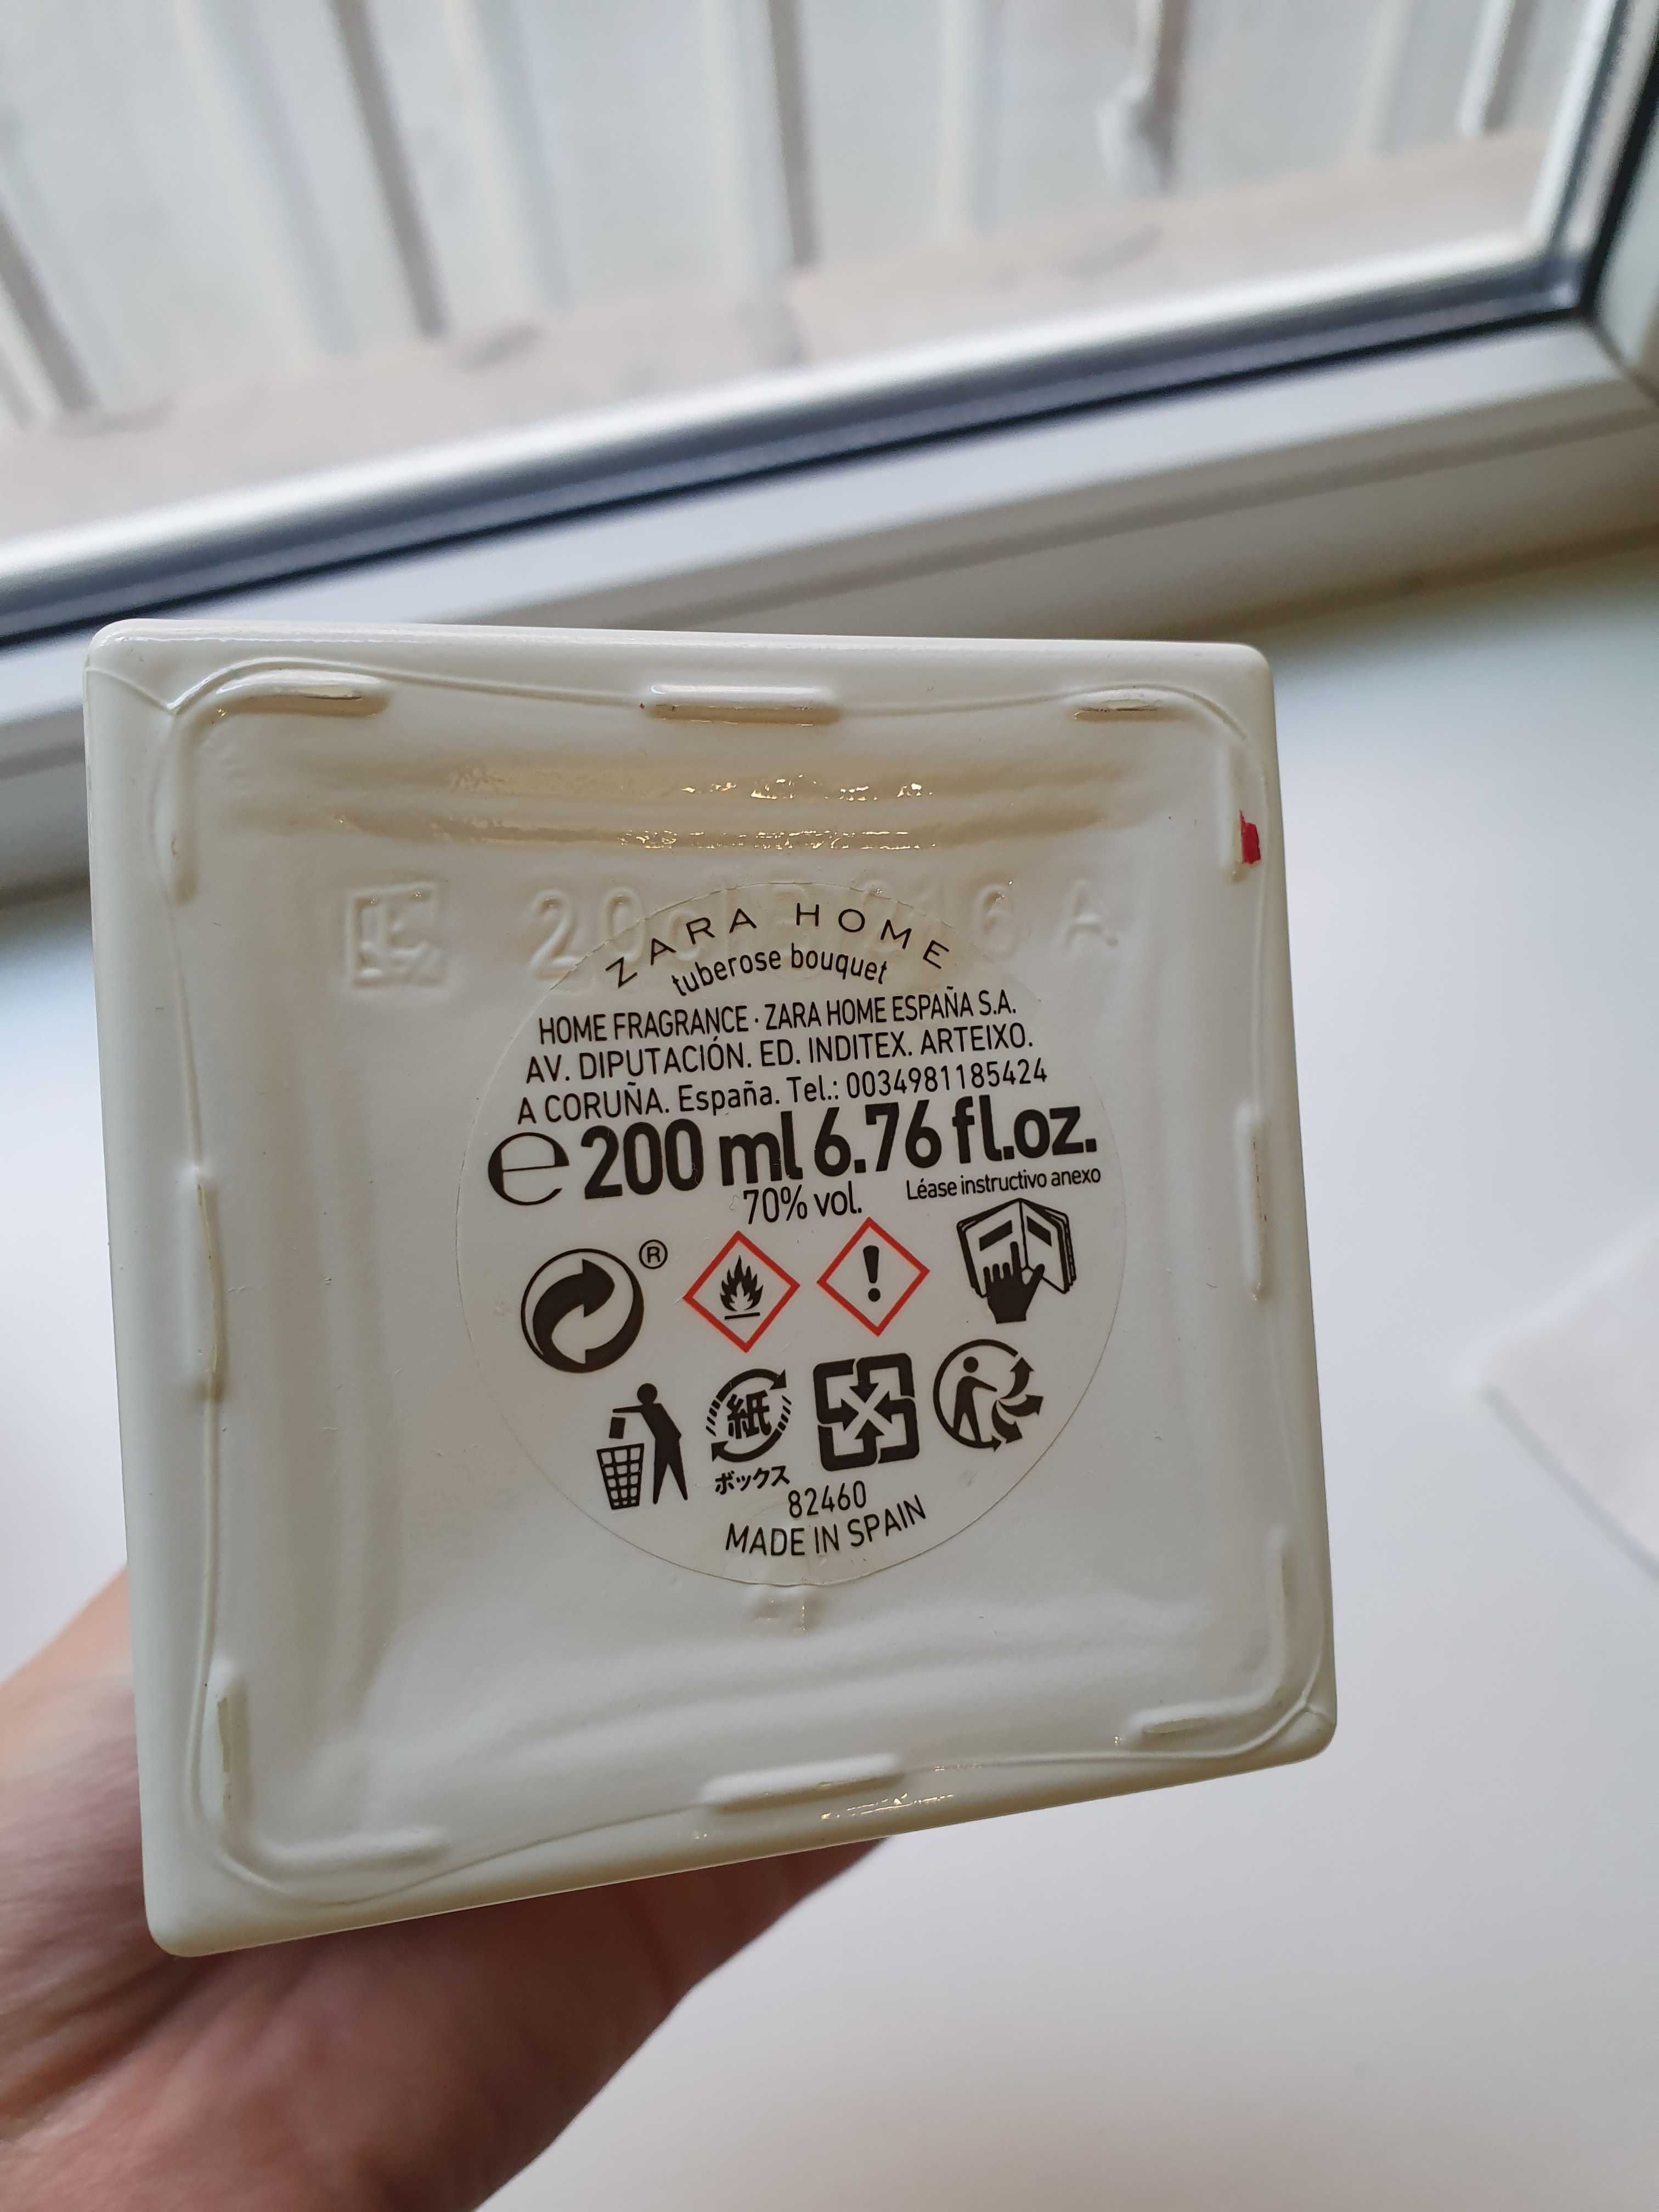 20cl
6 A
ZARA HOME
tuberose bouquet
HOME FRAGRANCE · ZARA HOME ESPAÑA S.A.
AV. DIPUTACIÓN. ED. INDITEX. ARTEIXO.
A CORUÑA. España. Tel.: 0034981185424
℮ 200 ml 6.76 fl.oz.
70% vol.
Léase instructivo anexo
®
紙
ボックス
82460
MADE IN SPAIN